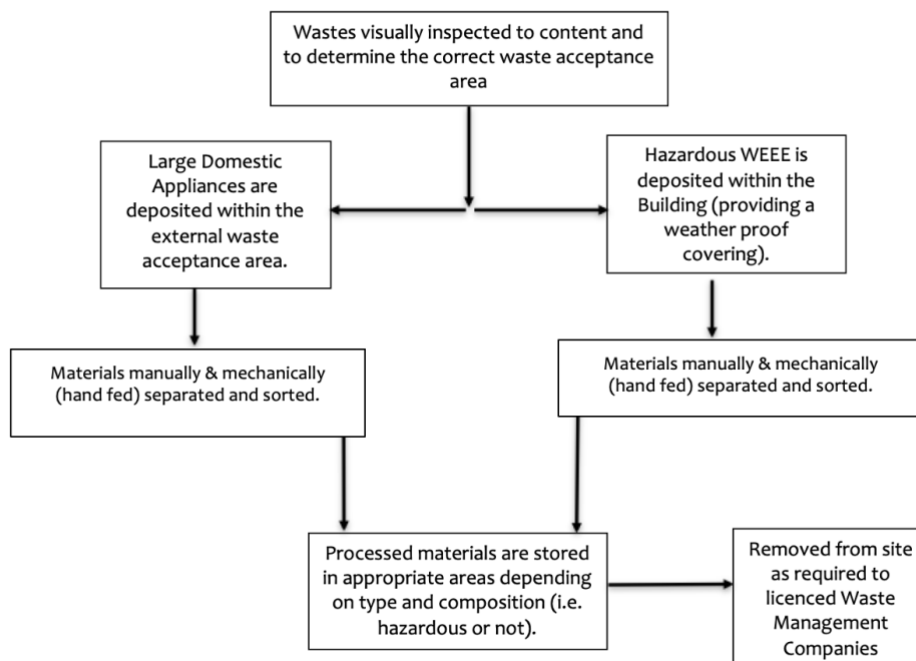 Wastes visually inspected to content and
to determine the correct waste acceptance
area
Large Domestic
Appliances are
deposited within the
external waste
acceptance area.
Hazardous WEEE is
deposited within the
Building (providing a
weather proof
covering).
Materials manually & mechanically
(hand fed) separated and sorted.
Materials manually & mechanically
(hand fed) separated and sorted.
Processed materials are stored
in appropriate areas depending
on type and composition (i.e.
hazardous or not).
Removed from site
as required to
licenced Waste
Management
Companies